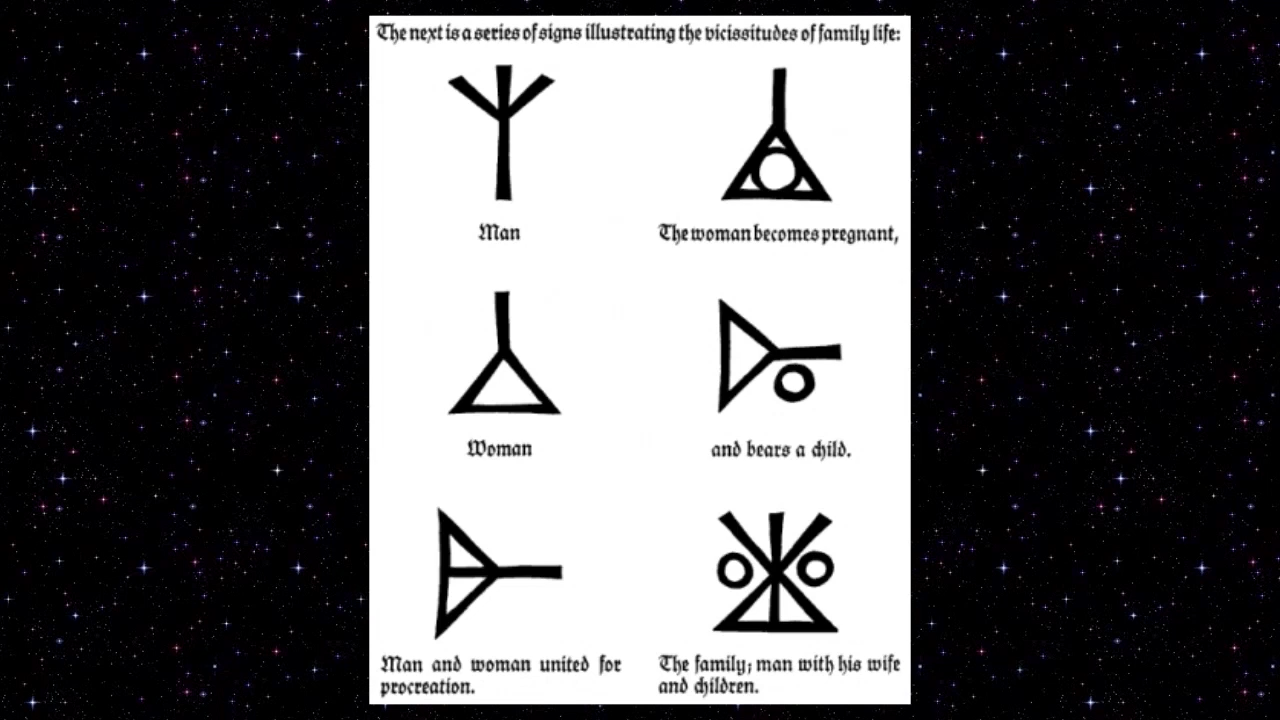 The next is a series of signs illustrating the vicissitudes of family life:
Man
The woman becomes pregnant,
Woman
and bears a child.
Man and woman united for
procreation.
The family; man with his wife
and children.